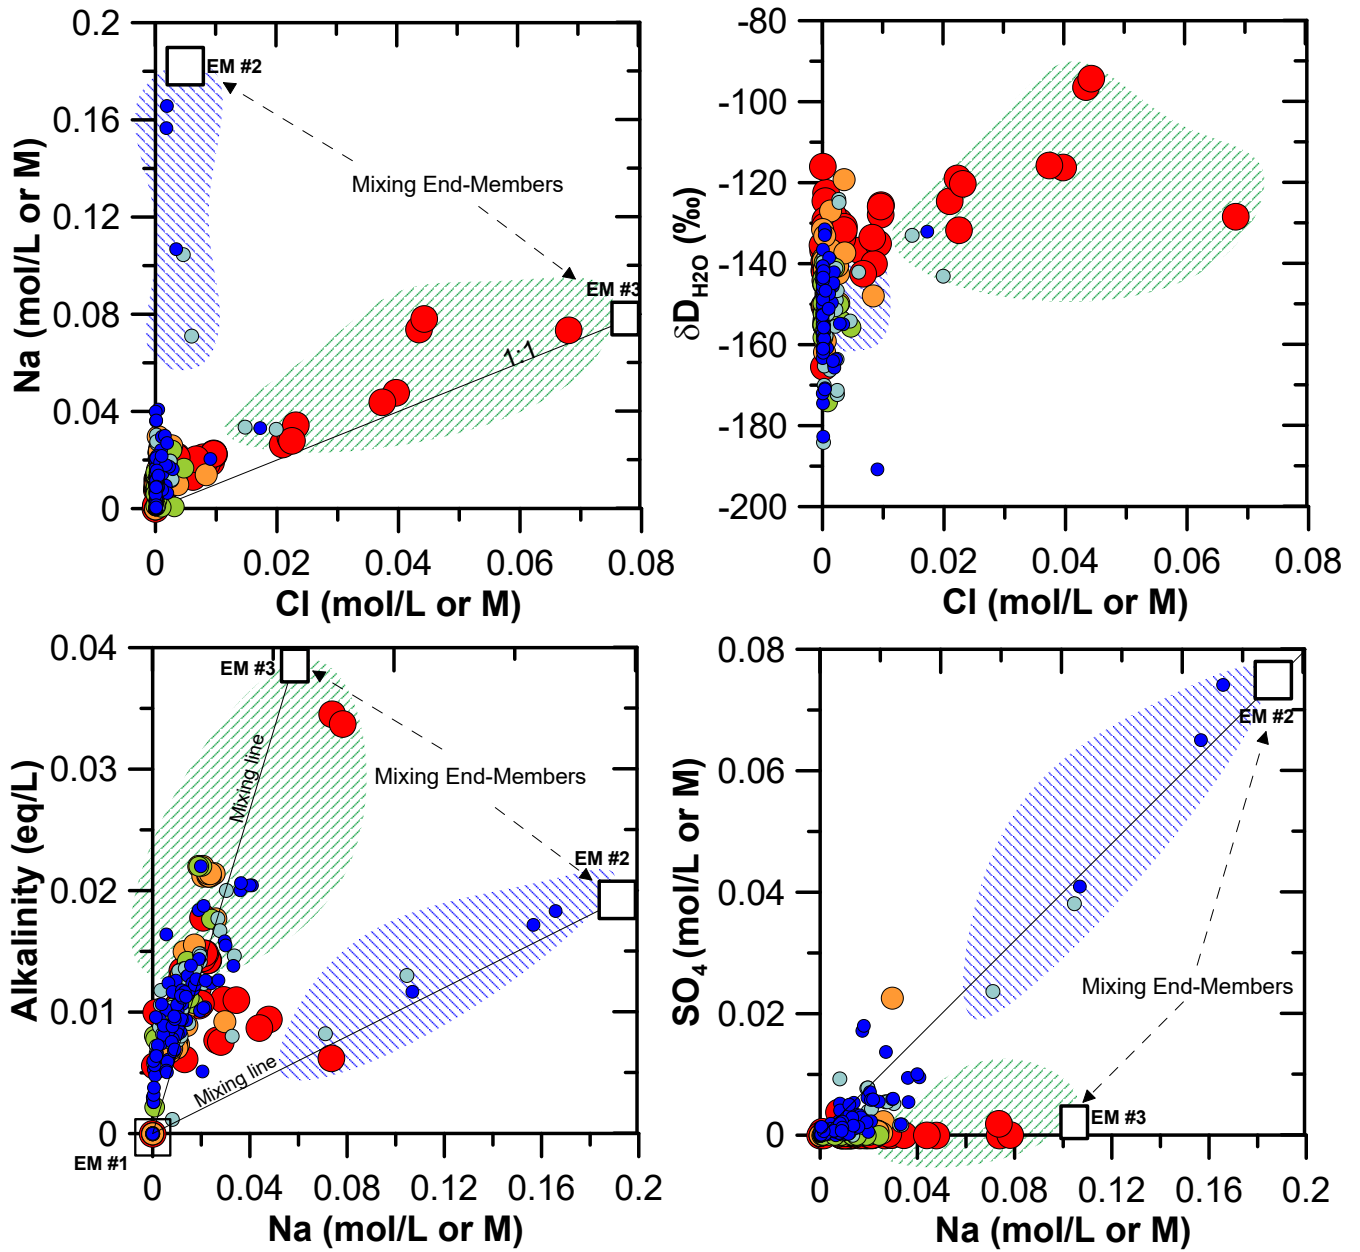 0.2
0.16
0.12
0.08
0.04
0
Na (mol/L or M)
EM #2
Mixing End-Members
EM #3
1:1
0
0.02
0.04
0.06
0.08
Cl (mol/L or M)
-80
-100
-120
-140
-160
-180
-200
δD_H2O (‰)
0
0.02
0.04
0.06
0.08
Cl (mol/L or M)
0.04
0.03
0.02
0.01
0
Alkalinity (eq/L)
EM #3
Mixing line
Mixing End-Members
EM #2
Mixing line
EM #1
0
0.04
0.08
0.12
0.16
0.2
Na (mol/L or M)
0.08
0.06
0.04
0.02
0
SO4 (mol/L or M)
EM #2
Mixing End-Members
EM #3
0
0.04
0.08
0.12
0.16
0.2
Na (mol/L or M)